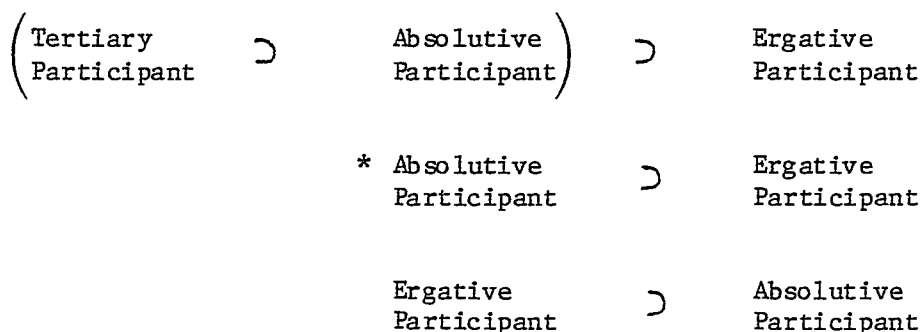 (Tertiary Participant ⊃ Absolutive Participant) ⊃ Ergative Participant
* Absolutive Participant ⊃ Ergative Participant
Ergative Participant ⊃ Absolutive Participant